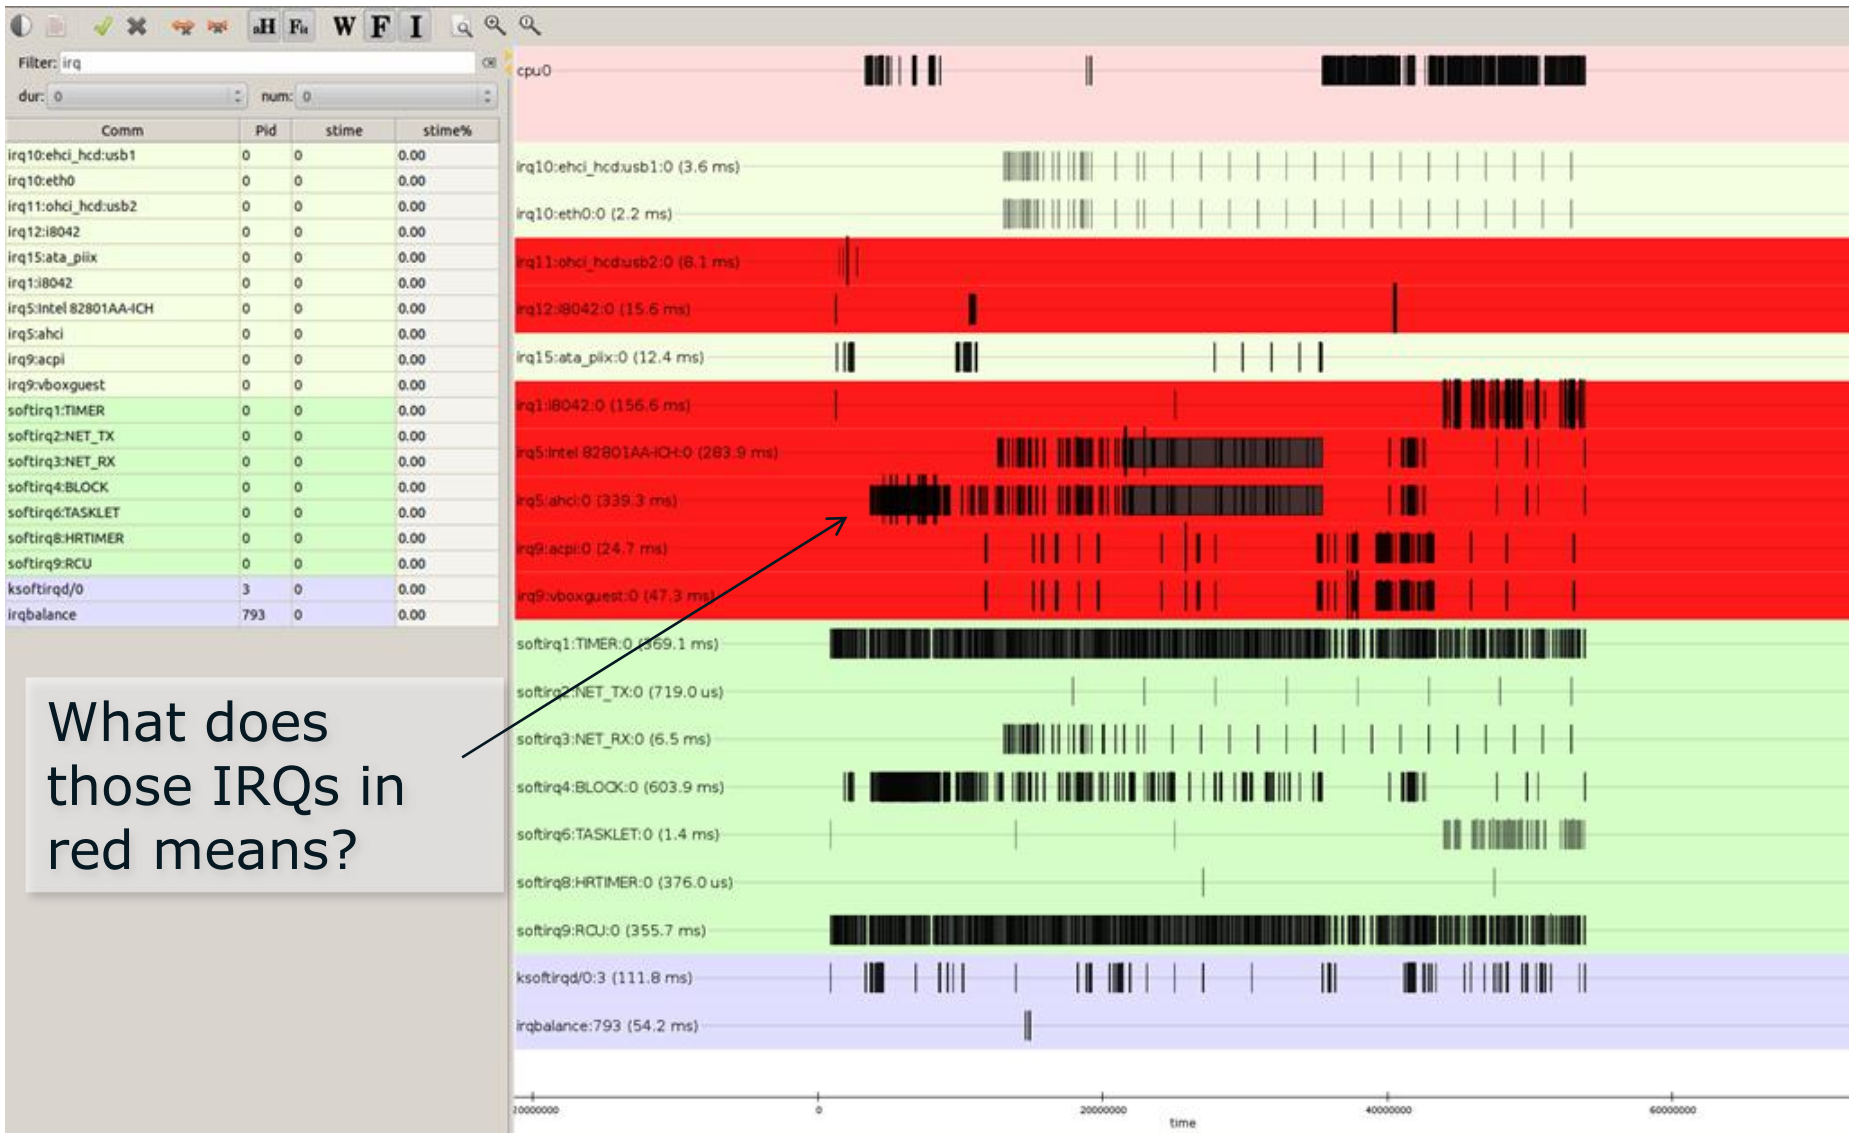 aH Fit W F I
Filter: irq
dur: 0 num: 0
Comm Pid stime stime%
irq10:ehci_hcd:usb1 0 0 0.00
irq10:eth0 0 0 0.00
irq11:ohci_hcd:usb2 0 0 0.00
irq12:i8042 0 0 0.00
irq15:ata_piix 0 0 0.00
irq1:i8042 0 0 0.00
irq5:Intel 82801AA-ICH 0 0 0.00
irq5:ahci 0 0 0.00
irq9:acpi 0 0 0.00
irq9:vboxguest 0 0 0.00
softirq1:TIMER 0 0 0.00
softirq2:NET_TX 0 0 0.00
softirq3:NET_RX 0 0 0.00
softirq4:BLOCK 0 0 0.00
softirq6:TASKLET 0 0 0.00
softirq8:HRTIMER 0 0 0.00
softirq9:RCU 0 0 0.00
ksoftirqd/0 3 0 0.00
irqbalance 793 0 0.00
What does
those IRQs in
red means?
cpu0
irq10:ehci_hcd:usb1:0 (3.6 ms)
irq10:eth0:0 (2.2 ms)
irq11:ohci_hcd:usb2:0 (8.1 ms)
irq12:i8042:0 (15.6 ms)
irq15:ata_piix:0 (12.4 ms)
irq1:i8042:0 (156.6 ms)
irq5:Intel 82801AA-ICH:0 (283.9 ms)
irq5:ahci:0 (339.3 ms)
irq9:acpi:0 (24.7 ms)
irq9:vboxguest:0 (47.3 ms)
softirq1:TIMER:0 (369.1 ms)
softirq2:NET_TX:0 (719.0 us)
softirq3:NET_RX:0 (6.5 ms)
softirq4:BLOCK:0 (603.9 ms)
softirq6:TASKLET:0 (1.4 ms)
softirq8:HRTIMER:0 (376.0 us)
softirq9:RCU:0 (355.7 ms)
ksoftirqd/0:3 (111.8 ms)
irqbalance:793 (54.2 ms)
0 20000000 40000000 60000000
time